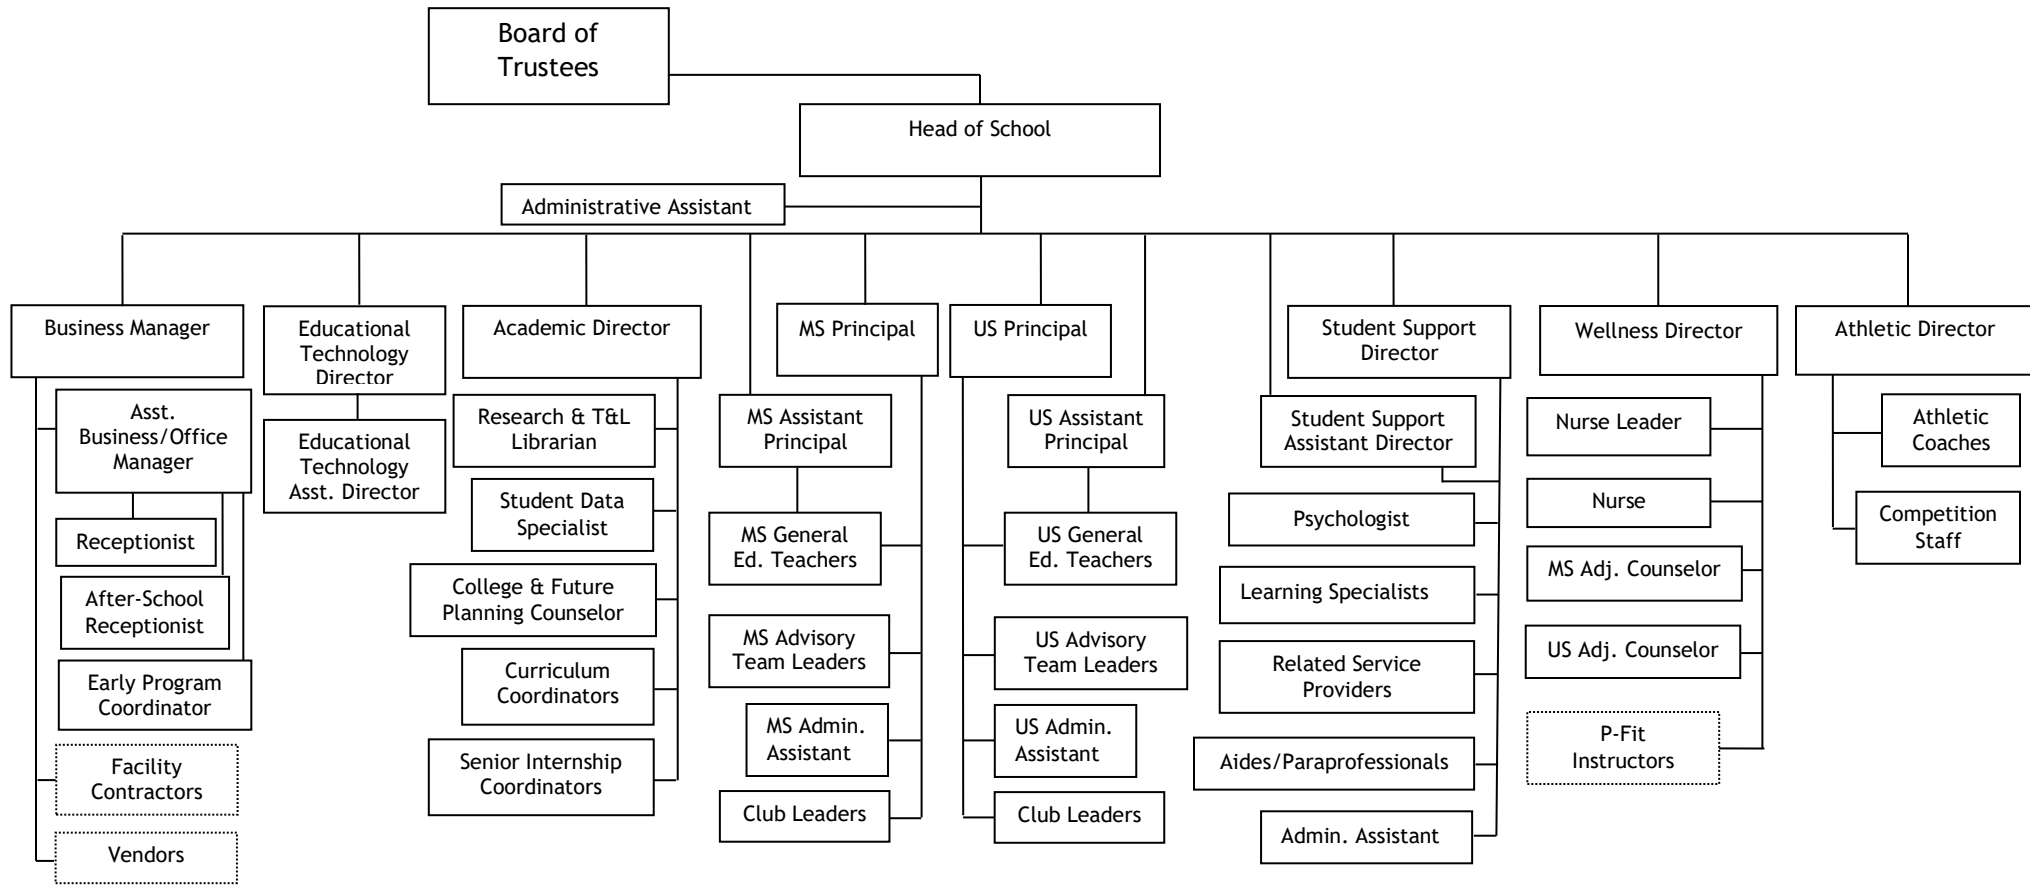 Board of
Trustees
Head of School
Administrative Assistant
Business Manager
Asst.
Business/Office
Manager
Receptionist
After-School
Receptionist
Early Program
Coordinator
Facility
Contractors
Vendors
Educational
Technology
Director
Educational
Technology
Asst. Director
Academic Director
Research & T&L
Librarian
Student Data
Specialist
College & Future
Planning Counselor
Curriculum
Coordinators
Senior Internship
Coordinators
MS Principal
MS Assistant
Principal
MS General
Ed. Teachers
MS Advisory
Team Leaders
MS Admin.
Assistant
Club Leaders
US Principal
US Assistant
Principal
US General
Ed. Teachers
US Advisory
Team Leaders
US Admin.
Assistant
Club Leaders
Student Support
Director
Student Support
Assistant Director
Psychologist
Learning Specialists
Related Service
Providers
Aides/Paraprofessionals
Admin. Assistant
Wellness Director
Nurse Leader
Nurse
MS Adj. Counselor
US Adj. Counselor
P-Fit
Instructors
Athletic Director
Athletic
Coaches
Competition
Staff